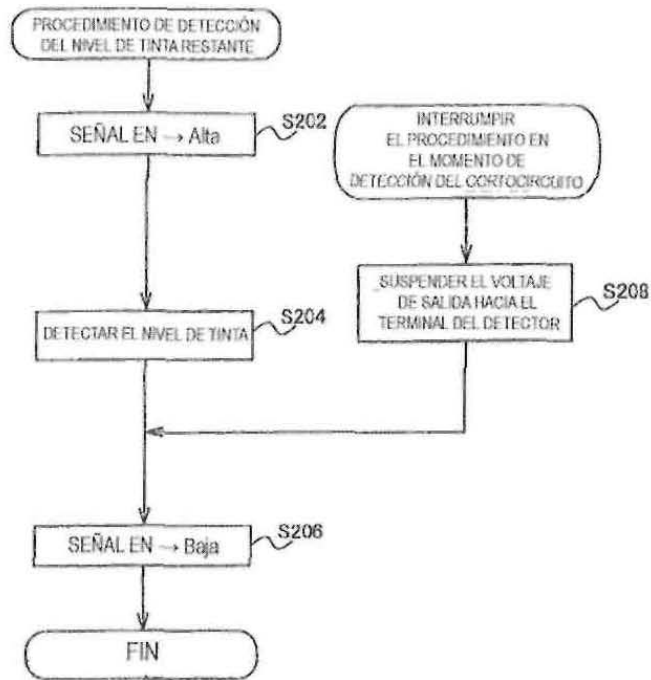 PROCEDIMIENTO DE DETECCIÓN
DEL NIVEL DE TINTA RESTANTE
SEÑAL EN → Alta
S202
INTERRUMPIR
EL PROCEDIMIENTO EN
EL MOMENTO DE
DETECCIÓN DEL CORTOCIRCUITO
SUSPENDER EL VOLTAJE
DE SALIDA HACIA EL
TERMINAL DEL DETECTOR
S208
DETECTAR EL NIVEL DE TINTA
S204
SEÑAL EN → Baja
S206
FIN